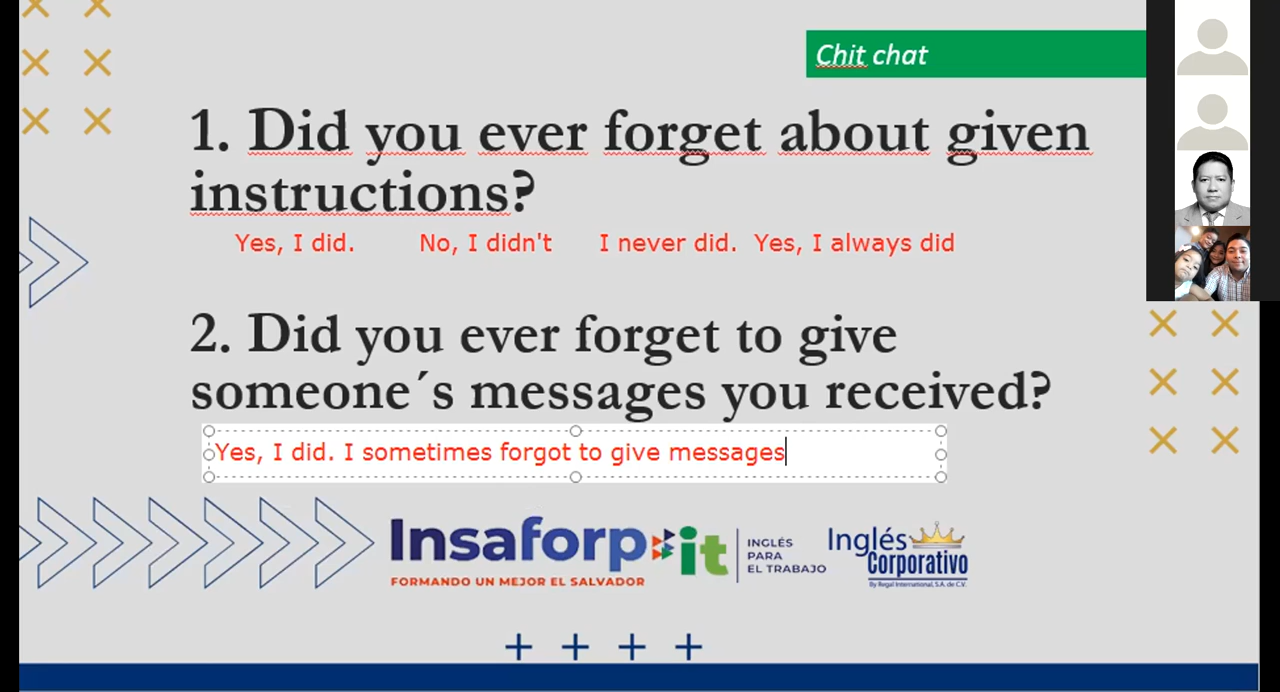 Chit chat
1. Did you ever forget about given
instructions?
Yes, I did. No, I didn't I never did. Yes, I always did
2. Did you ever forget to give
someone´s messages you received?
Yes, I did. I sometimes forgot to give messages
Insaforp it
FORMANDO UN MEJOR EL SALVADOR
INGLÉS
PARA
EL TRABAJO
Inglés
Corporativo
By Regal International, S.A. de C.V.